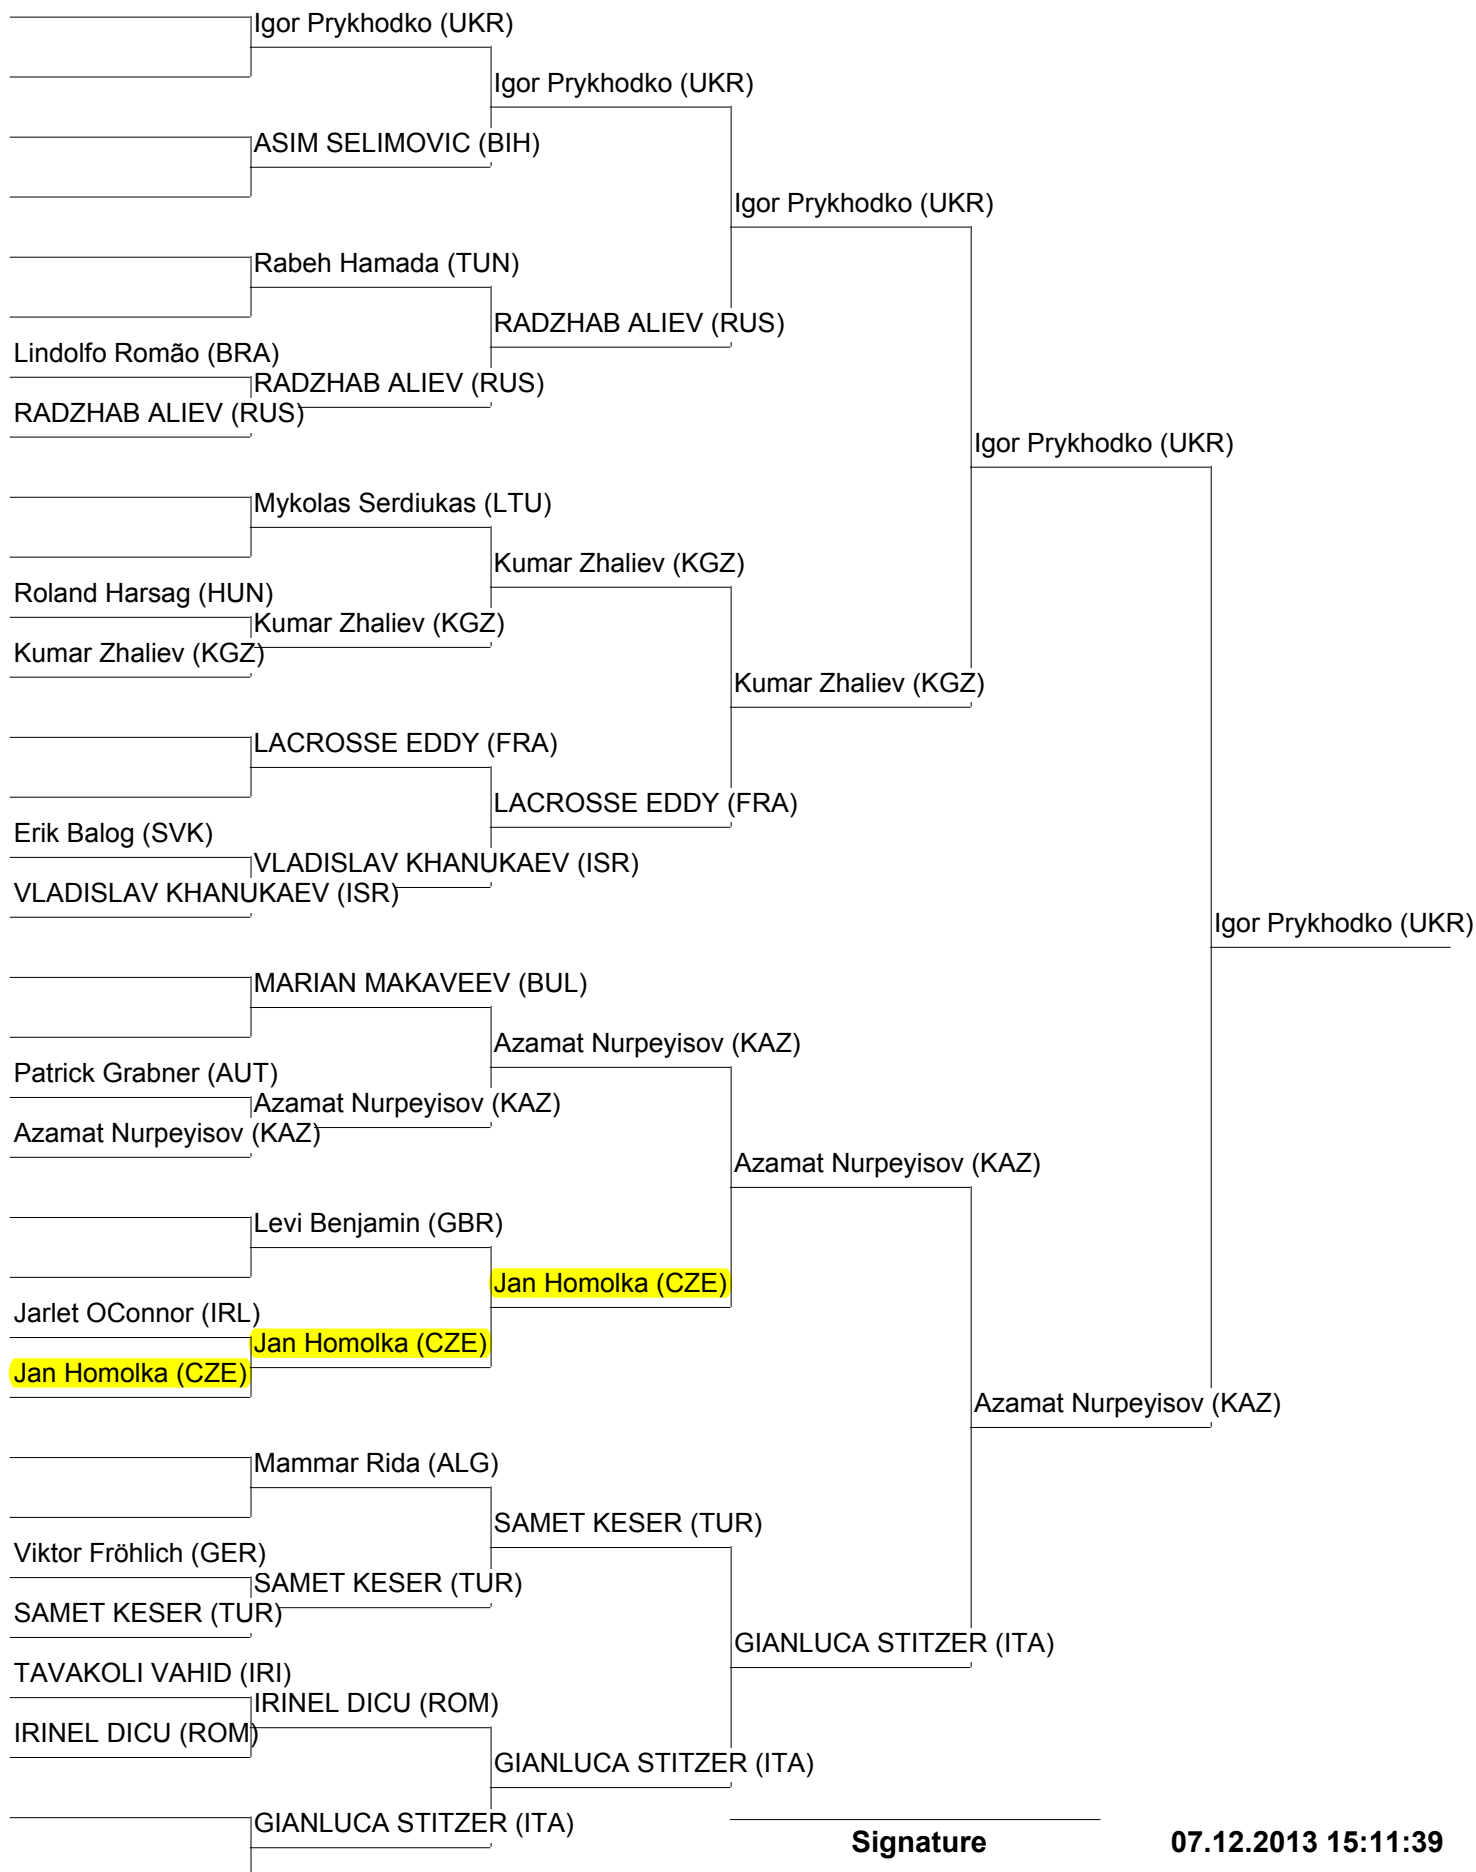 Igor Prykhodko (UKR)
Igor Prykhodko (UKR)
ASIM SELIMOVIC (BIH)
Igor Prykhodko (UKR)
Rabeh Hamada (TUN)
RADZHAB ALIEV (RUS)
Lindolfo Romão (BRA)
RADZHAB ALIEV (RUS)
RADZHAB ALIEV (RUS)
Igor Prykhodko (UKR)
Mykolas Serdiukas (LTU)
Kumar Zhaliev (KGZ)
Roland Harsag (HUN)
Kumar Zhaliev (KGZ)
Kumar Zhaliev (KGZ)
Kumar Zhaliev (KGZ)
LACROSSE EDDY (FRA)
LACROSSE EDDY (FRA)
Erik Balog (SVK)
VLADISLAV KHANUKAEV (ISR)
VLADISLAV KHANUKAEV (ISR)
Igor Prykhodko (UKR)
MARIAN MAKAVEEV (BUL)
Azamat Nurpeyisov (KAZ)
Patrick Grabner (AUT)
Azamat Nurpeyisov (KAZ)
Azamat Nurpeyisov (KAZ)
Azamat Nurpeyisov (KAZ)
Levi Benjamin (GBR)
Jan Homolka (CZE)
Jarlet OConnor (IRL)
Jan Homolka (CZE)
Jan Homolka (CZE)
Azamat Nurpeyisov (KAZ)
Mammar Rida (ALG)
SAMET KESER (TUR)
Viktor Fröhlich (GER)
SAMET KESER (TUR)
SAMET KESER (TUR)
GIANLUCA STITZER (ITA)
TAVAKOLI VAHID (IRI)
IRINEL DICU (ROM)
IRINEL DICU (ROM)
GIANLUCA STITZER (ITA)
GIANLUCA STITZER (ITA)
Signature 07.12.2013 15:11:39